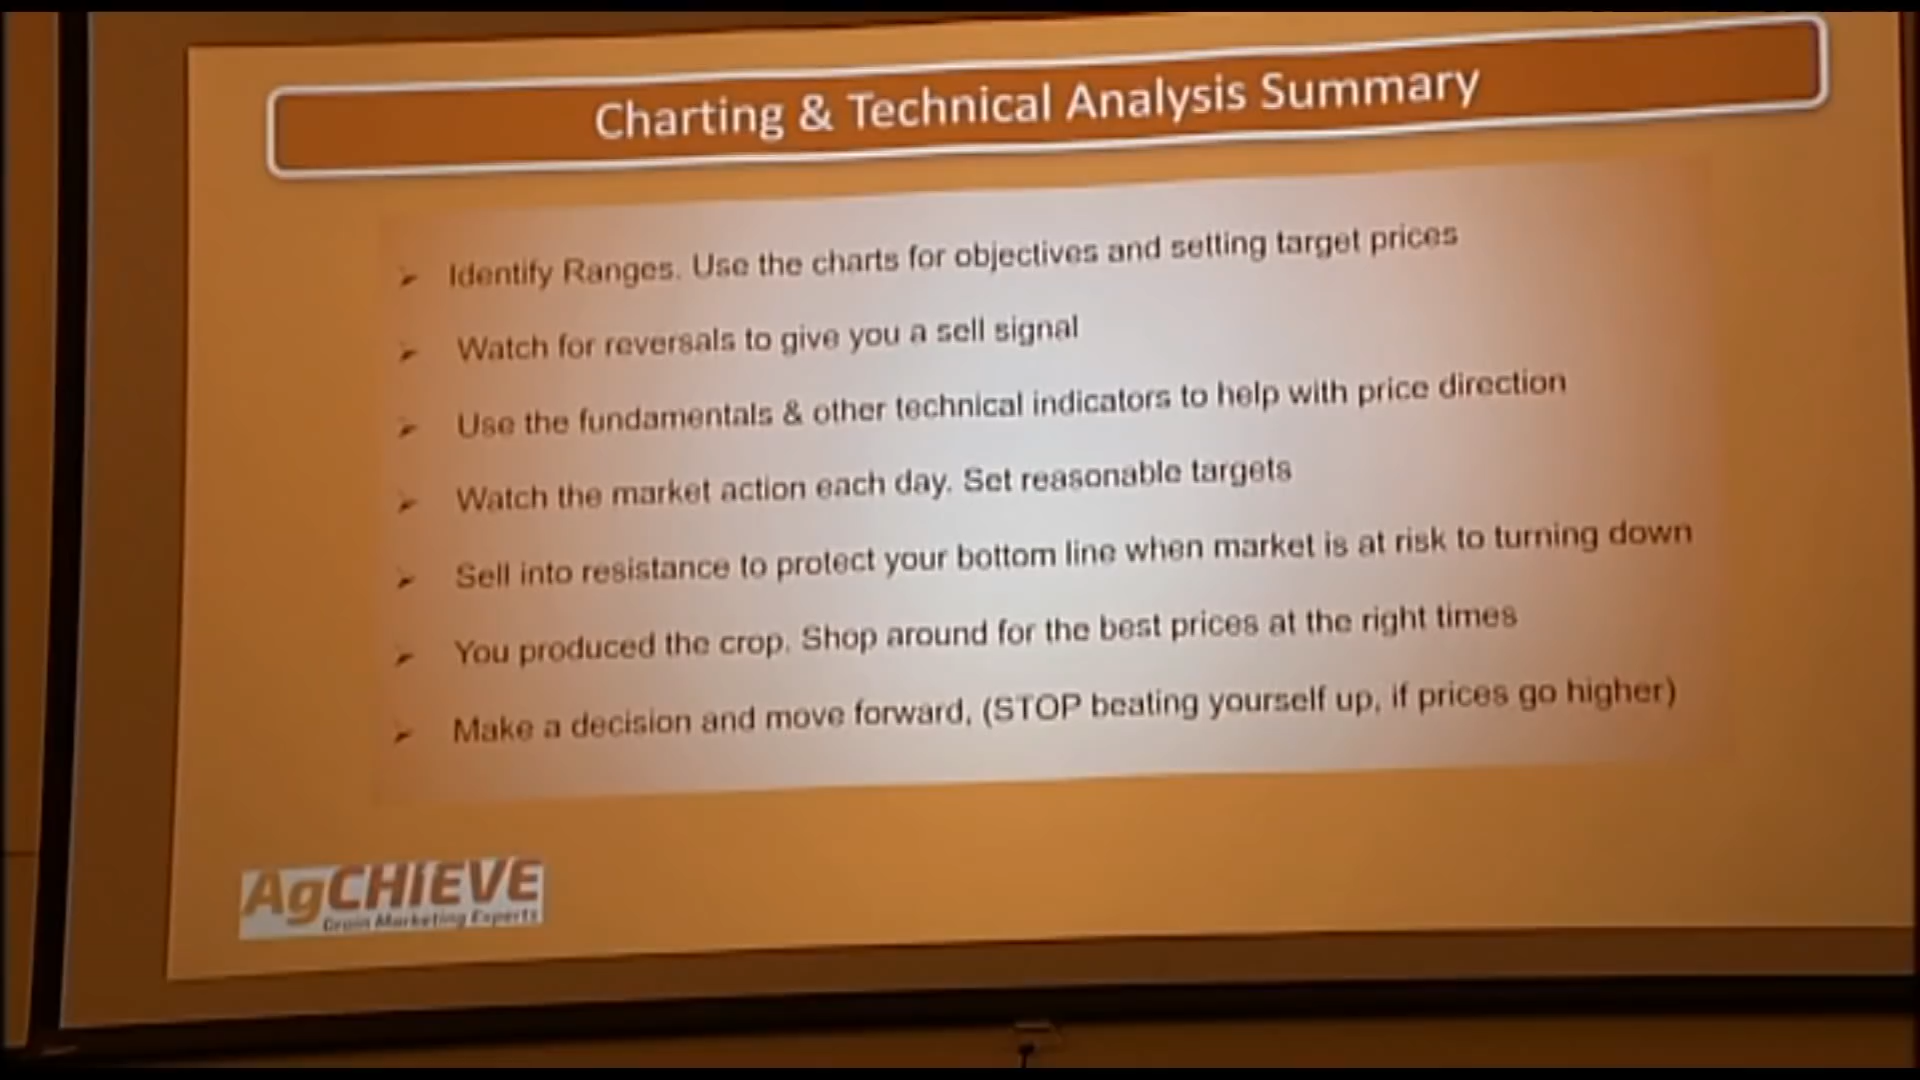 Charting & Technical Analysis Summary
Identify Ranges. Use the charts for objectives and setting target prices
Watch for reversals to give you a sell signal
Use the fundamentals & other technical indicators to help with price direction
Watch the market action each day. Set reasonable targets
Sell into resistance to protect your bottom line when market is at risk to turning down
You produced the crop. Shop around for the best prices at the right times
Make a decision and move forward, (STOP beating yourself up, if prices go higher)
AgCHIEVE
Grain Marketing Experts